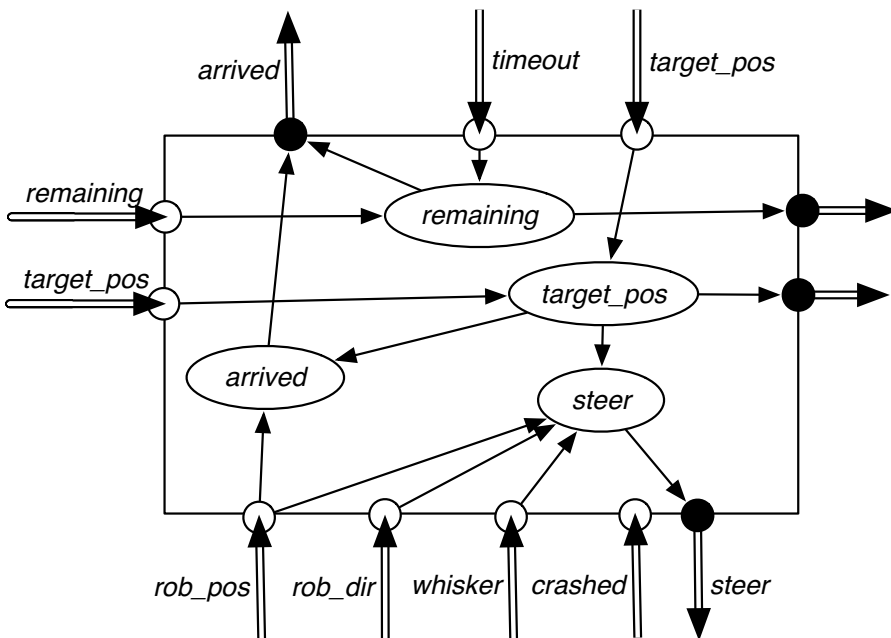 arrived
timeout
target_pos
remaining
remaining
target_pos
target_pos
arrived
steer
rob_pos
rob_dir
whisker
crashed
steer